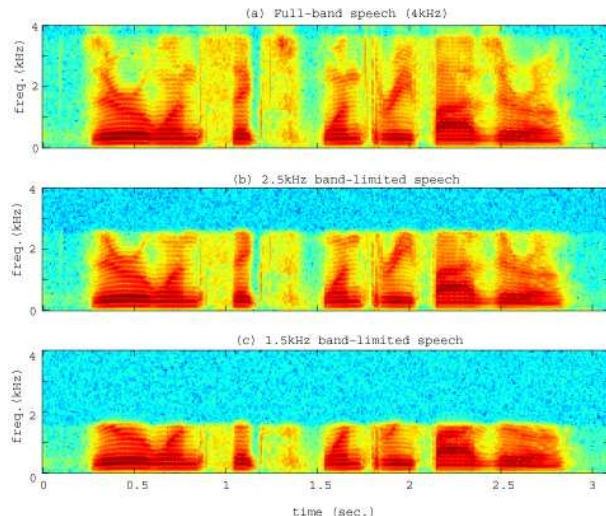 (a) Full-band speech (4kHz)
freq.(kHz)
4
2
0
(b) 2.5kHz band-limited speech
freq.(kHz)
4
2
0
(c) 1.5kHz band-limited speech
freq.(kHz)
4
2
0
0 0.5 1 1.5 2 2.5 3
time (sec.)